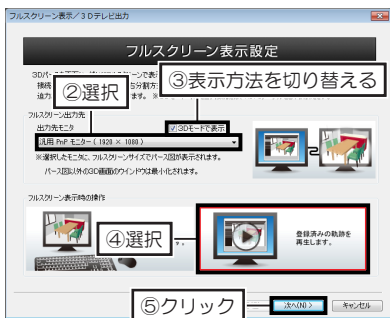 フルスクリーン表示/3Dテレビ出力
フルスクリーン表示設定
②選択
③表示方法を切り替える
フルスクリーン出力先
出力先モニタ
3Dモードで表示
汎用 PnP モニター ( 1920 × 1080 )
※選択したモニタに、フルスクリーンサイズでパース図が表示されます。
パース図以外の3D画面のウインドウは最小化されます。
フルスクリーン表示時の操作
④選択
登録済みの軌跡を
再生します。
⑤クリック
次へ(N) >
キャンセル